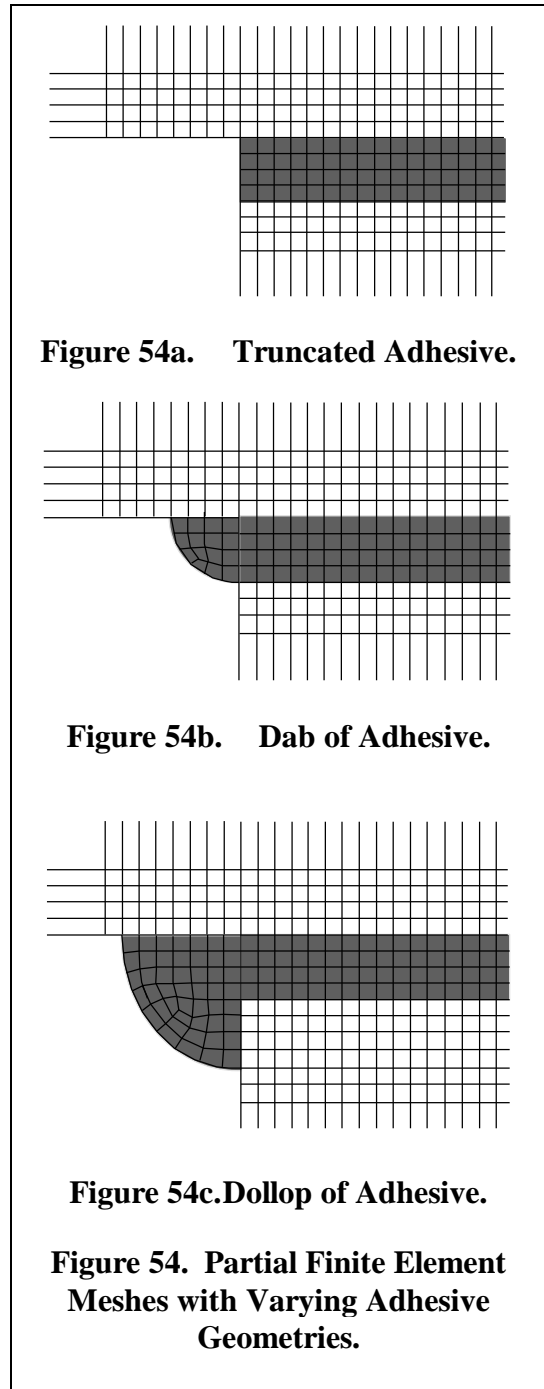 Figure 54a. Truncated Adhesive.
Figure 54b. Dab of Adhesive.
Figure 54c.Dollop of Adhesive.
Figure 54. Partial Finite Element
Meshes with Varying Adhesive
Geometries.